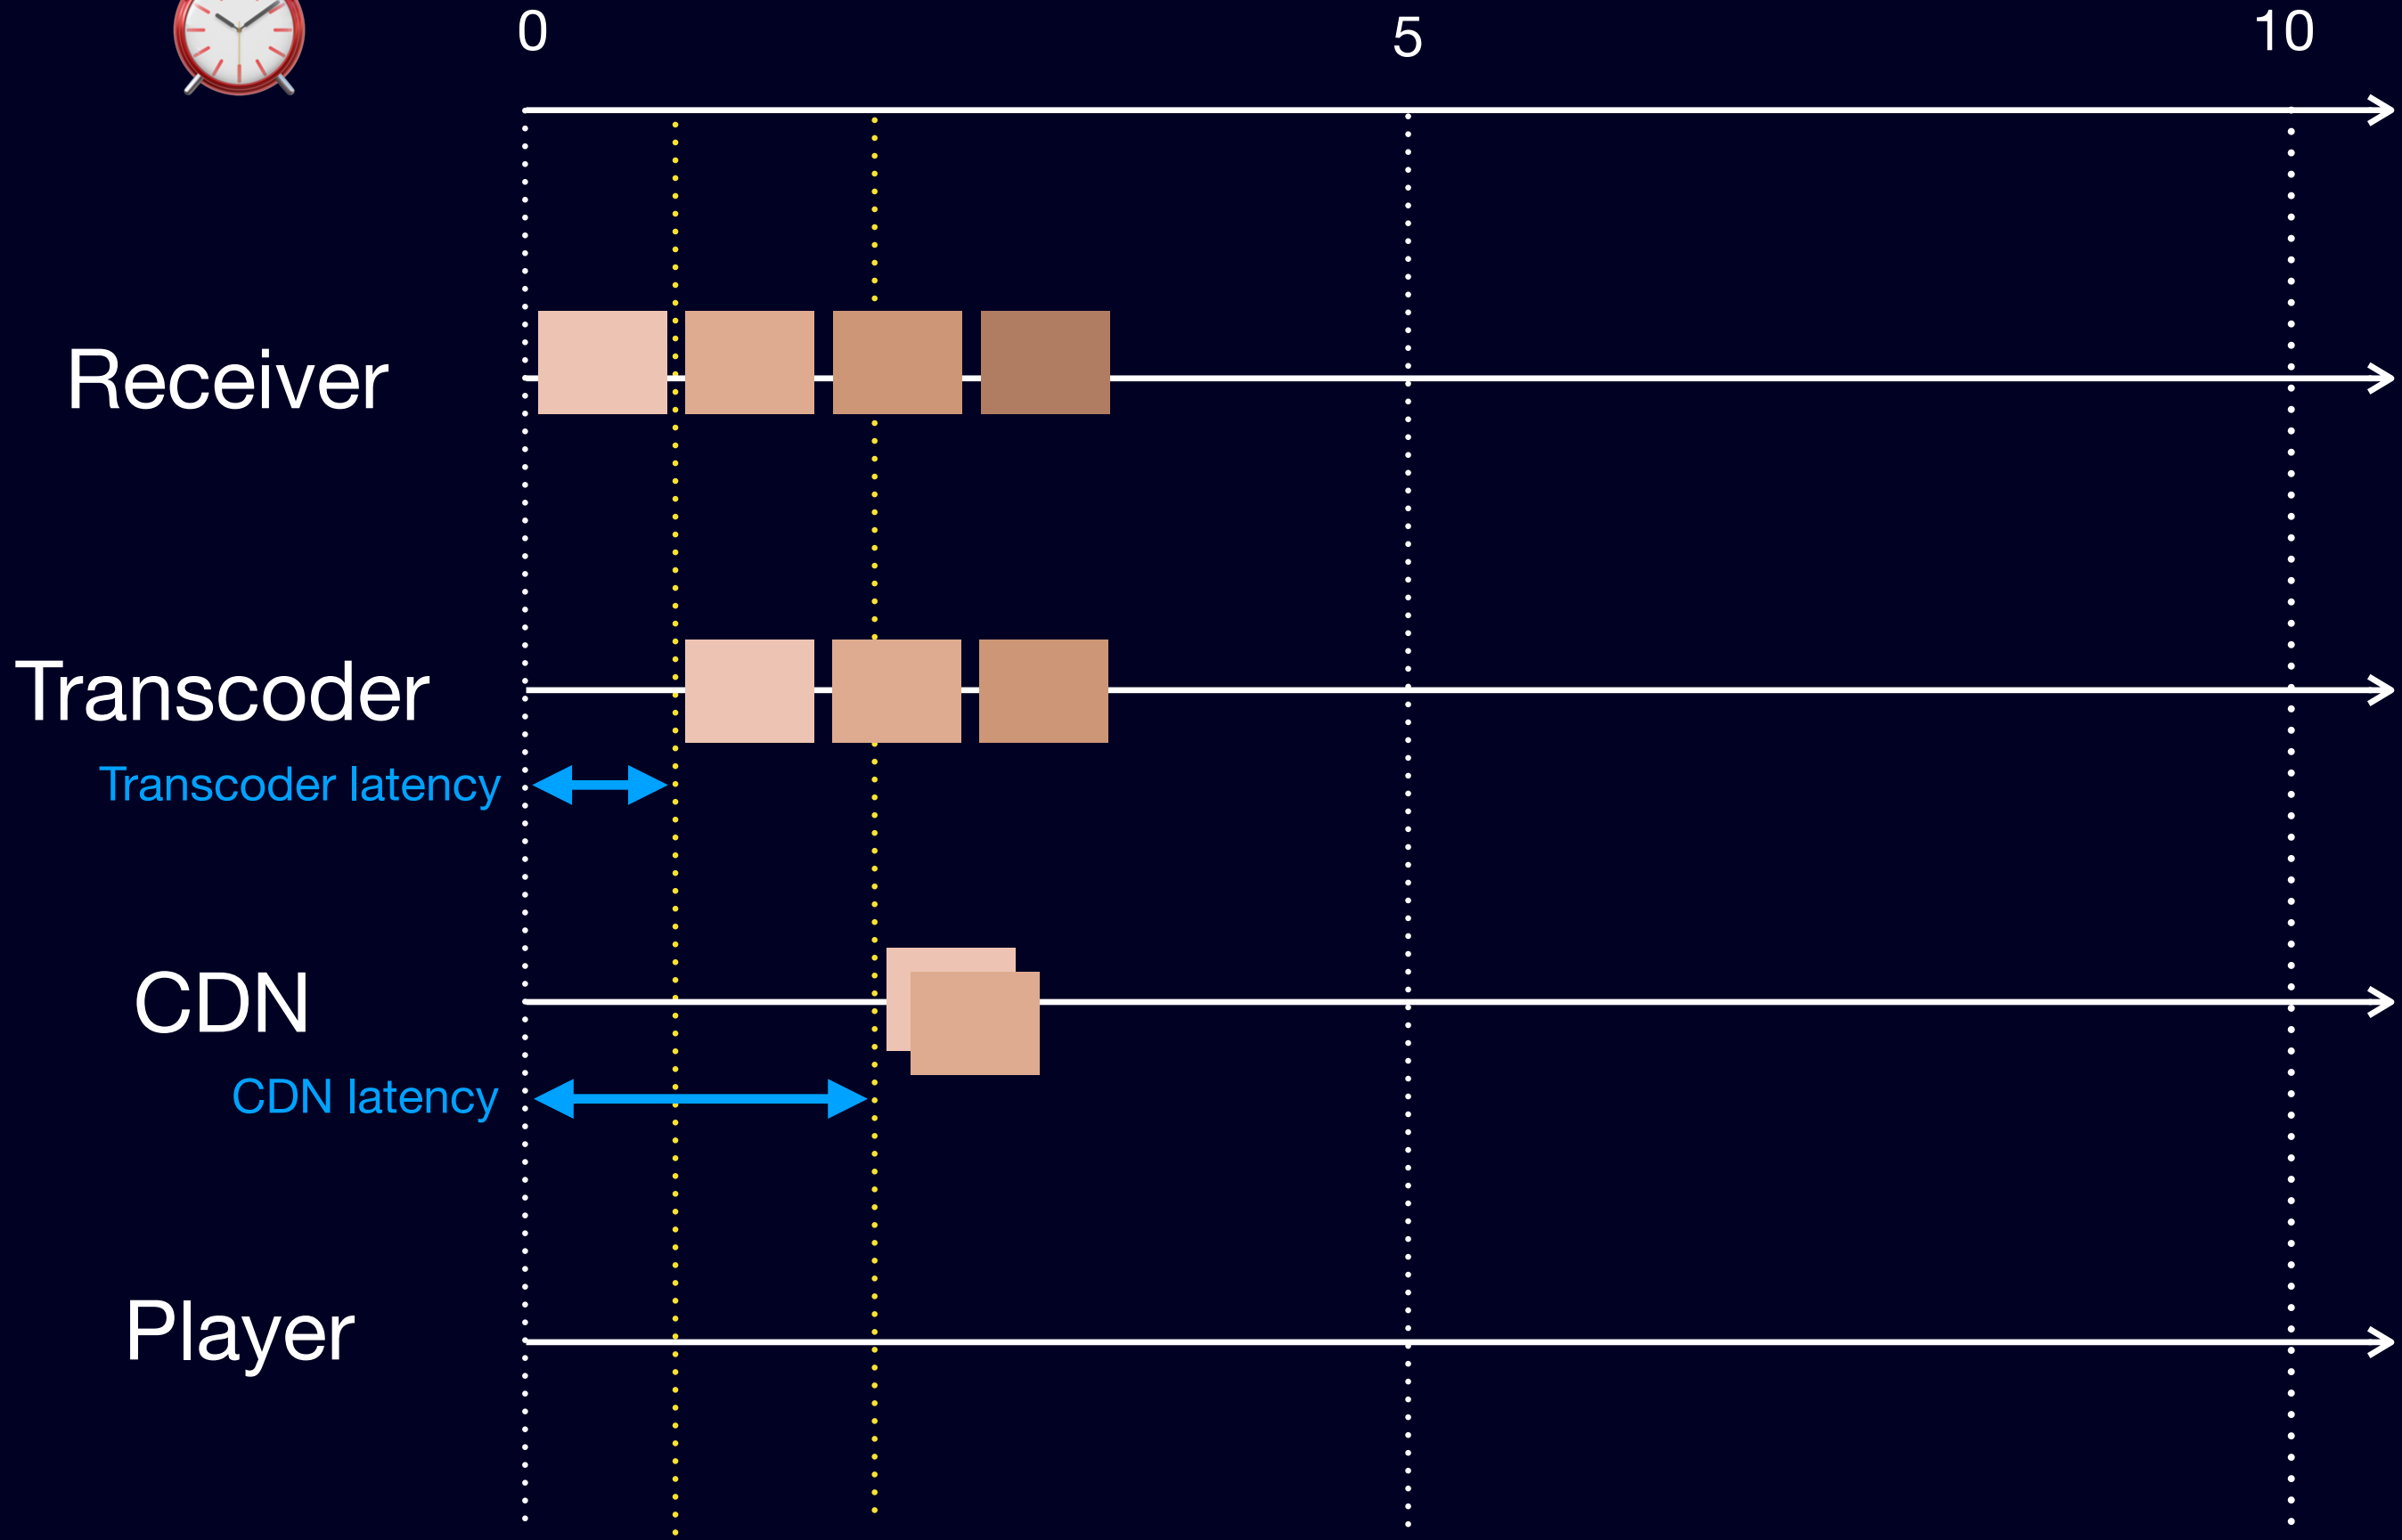 0
5
10
Receiver
Transcoder
Transcoder latency
CDN
CDN latency
Player